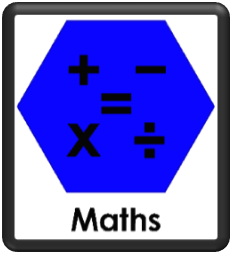 + −
=
x ÷
Maths